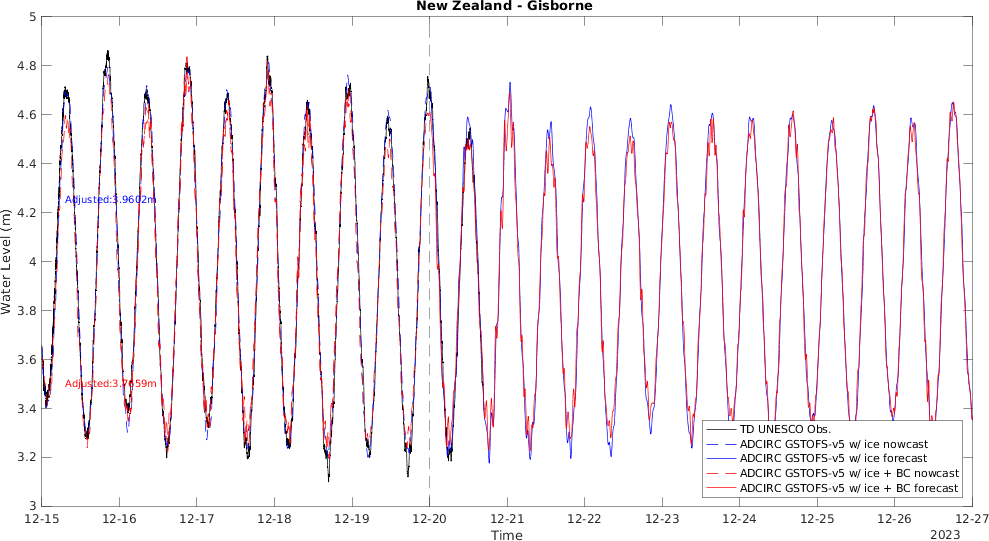 New Zealand - Gisborne
5
4.8
4.6
4.4
4.2
4
3.8
3.6
3.4
3.2
3
Water Level (m)
Adjusted:3.9602m
Adjusted:3.7659m
TD UNESCO Obs.
ADCIRC GSTOFS-v5 w/ ice nowcast
ADCIRC GSTOFS-v5 w/ ice forecast
ADCIRC GSTOFS-v5 w/ ice + BC nowcast
ADCIRC GSTOFS-v5 w/ ice + BC forecast
12-15 12-16 12-17 12-18 12-19 12-20 12-21 12-22 12-23 12-24 12-25 12-26 12-27
Time 2023